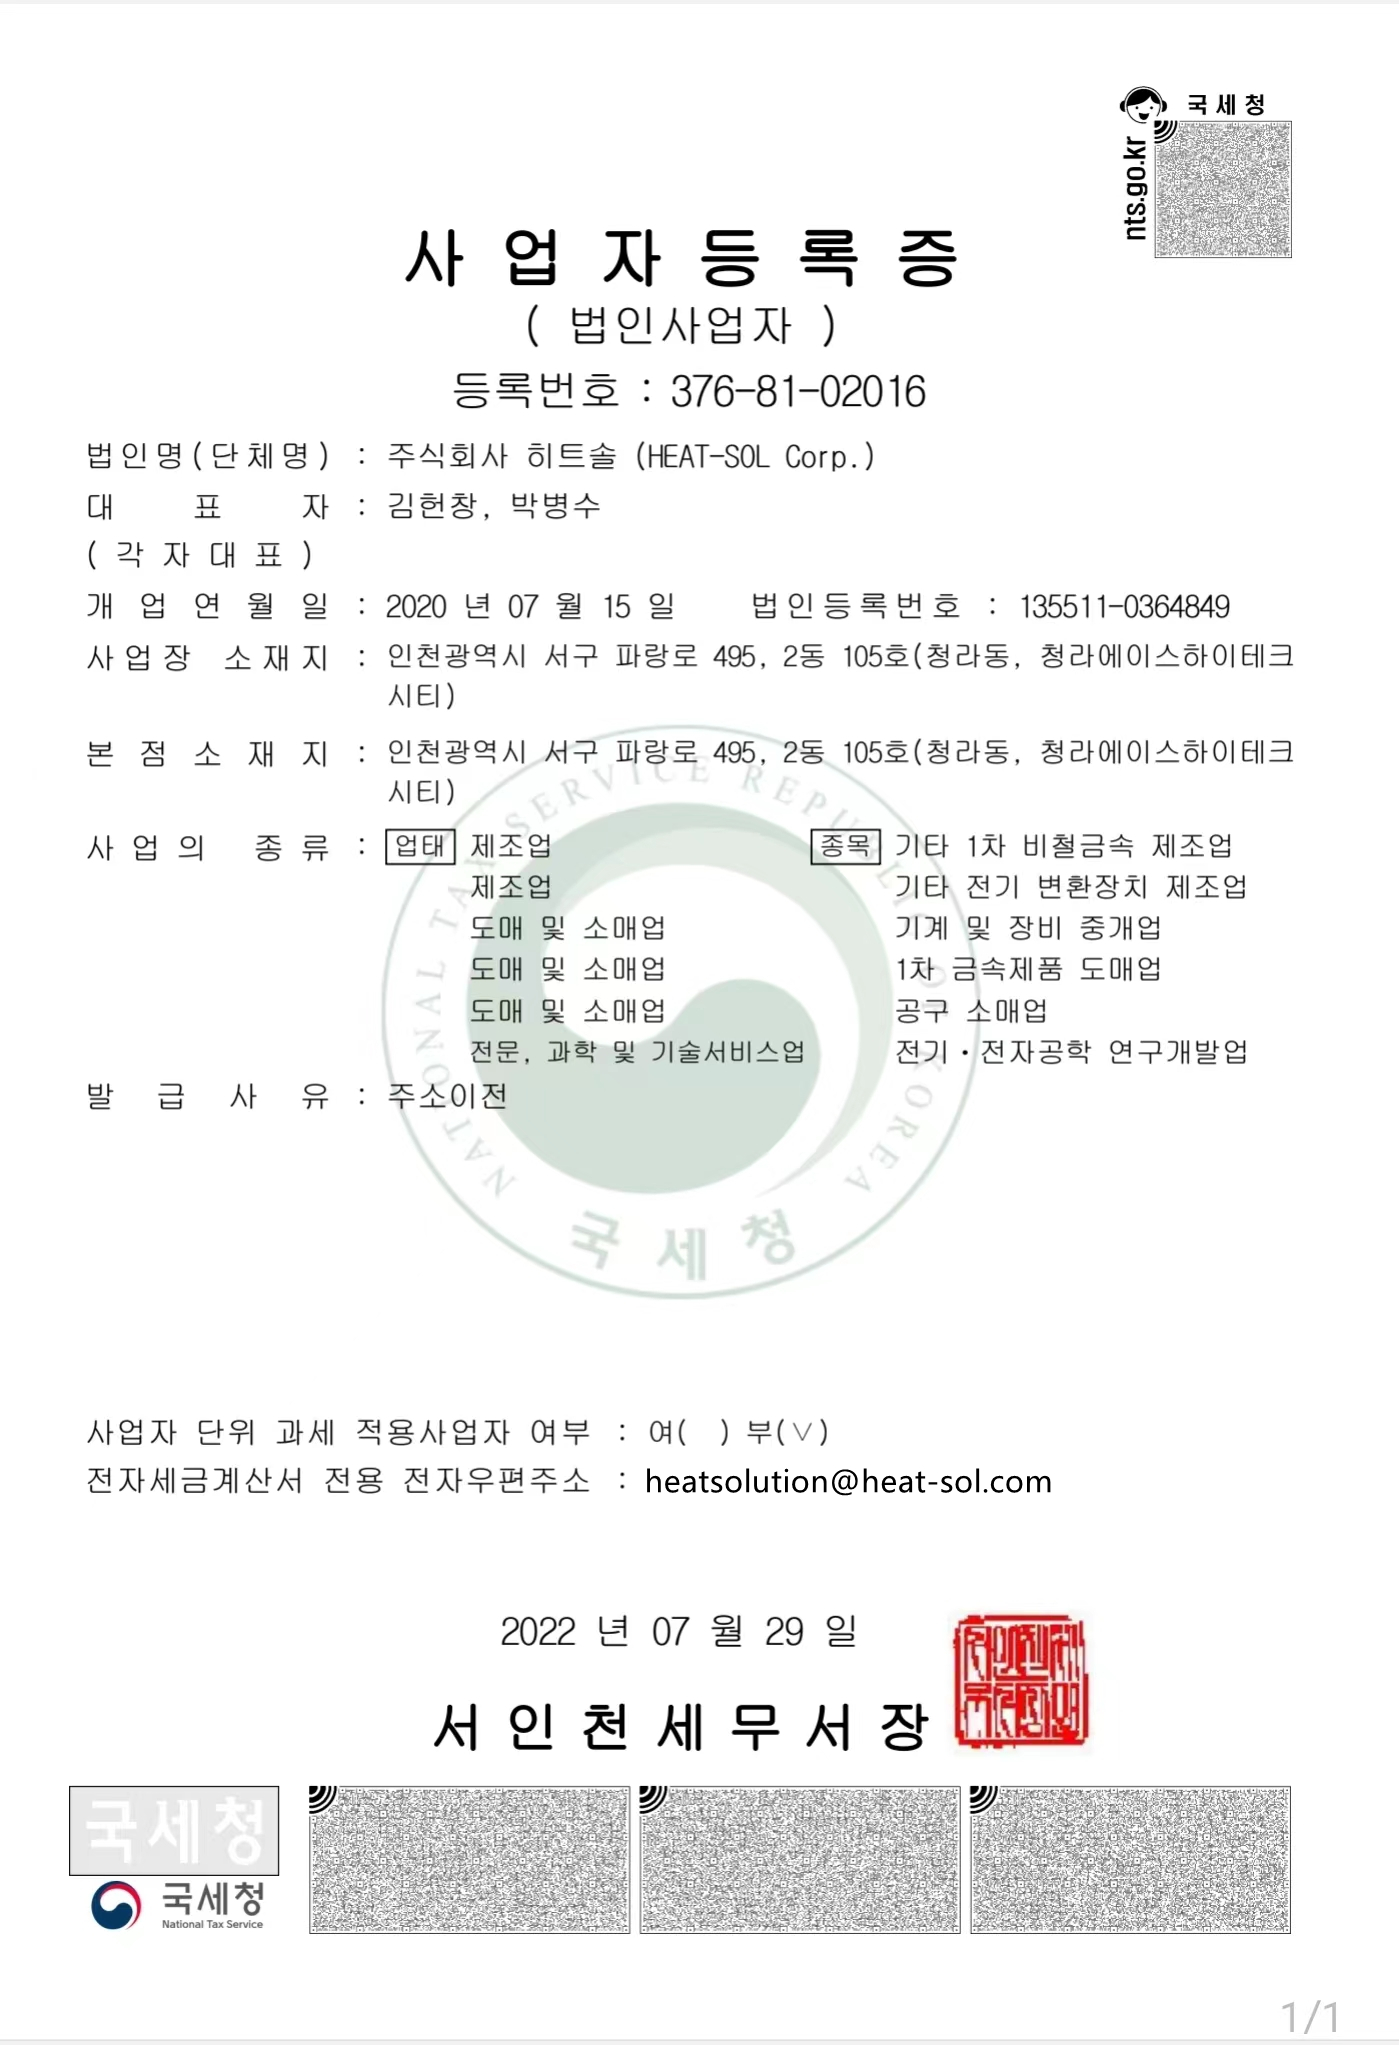 국세청
nts.go.kr
사업자등록증
( 법인사업자 )
등록번호 : 376-81-02016
법인명(단체명) : 주식회사 히트솔 (HEAT-SOL Corp.)
대 표 자 : 김헌창, 박병수
( 각 자 대 표 )
개 업 연 월 일 : 2020 년 07 월 15 일 법인등록번호 : 135511-0364849
사업장 소재지 : 인천광역시 서구 파랑로 495, 2동 105호(청라동, 청라에이스하이테크
시티)
본 점 소 재 지 : 인천광역시 서구 파랑로 495, 2동 105호(청라동, 청라에이스하이테크
시티)
사 업 의 종 류 : 업태 제조업 종목 기타 1차 비철금속 제조업
제조업 기타 전기 변환장치 제조업
도매 및 소매업 기계 및 장비 중개업
도매 및 소매업 1차 금속제품 도매업
도매 및 소매업 공구 소매업
전문, 과학 및 기술서비스업 전기·전자공학 연구개발업
발 급 사 유 : 주소이전
NATIONAL TAX SERVICE REPUBLIC OF KOREA
국세청
사업자 단위 과세 적용사업자 여부 : 여( ) 부(∨)
전자세금계산서 전용 전자우편주소 : heatsolution@heat-sol.com
2022 년 07 월 29 일
서인천세무서장
국세청
국세청
National Tax Service
1/1